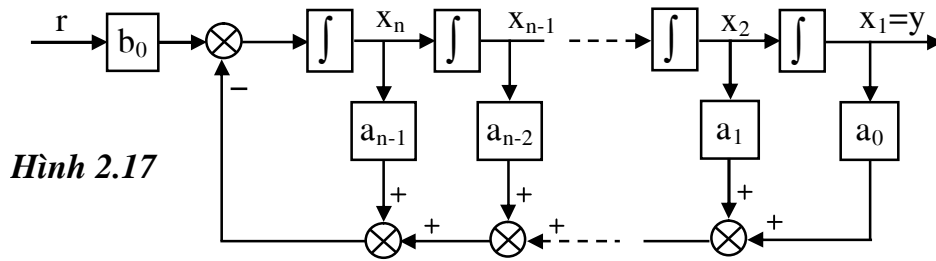 r b₀ ∫ xₙ ∫ xₙ₋₁ ∫ x₂ ∫ x₁=y
−
aₙ₋₁ aₙ₋₂ a₁ a₀
Hình 2.17
+ + + + + +